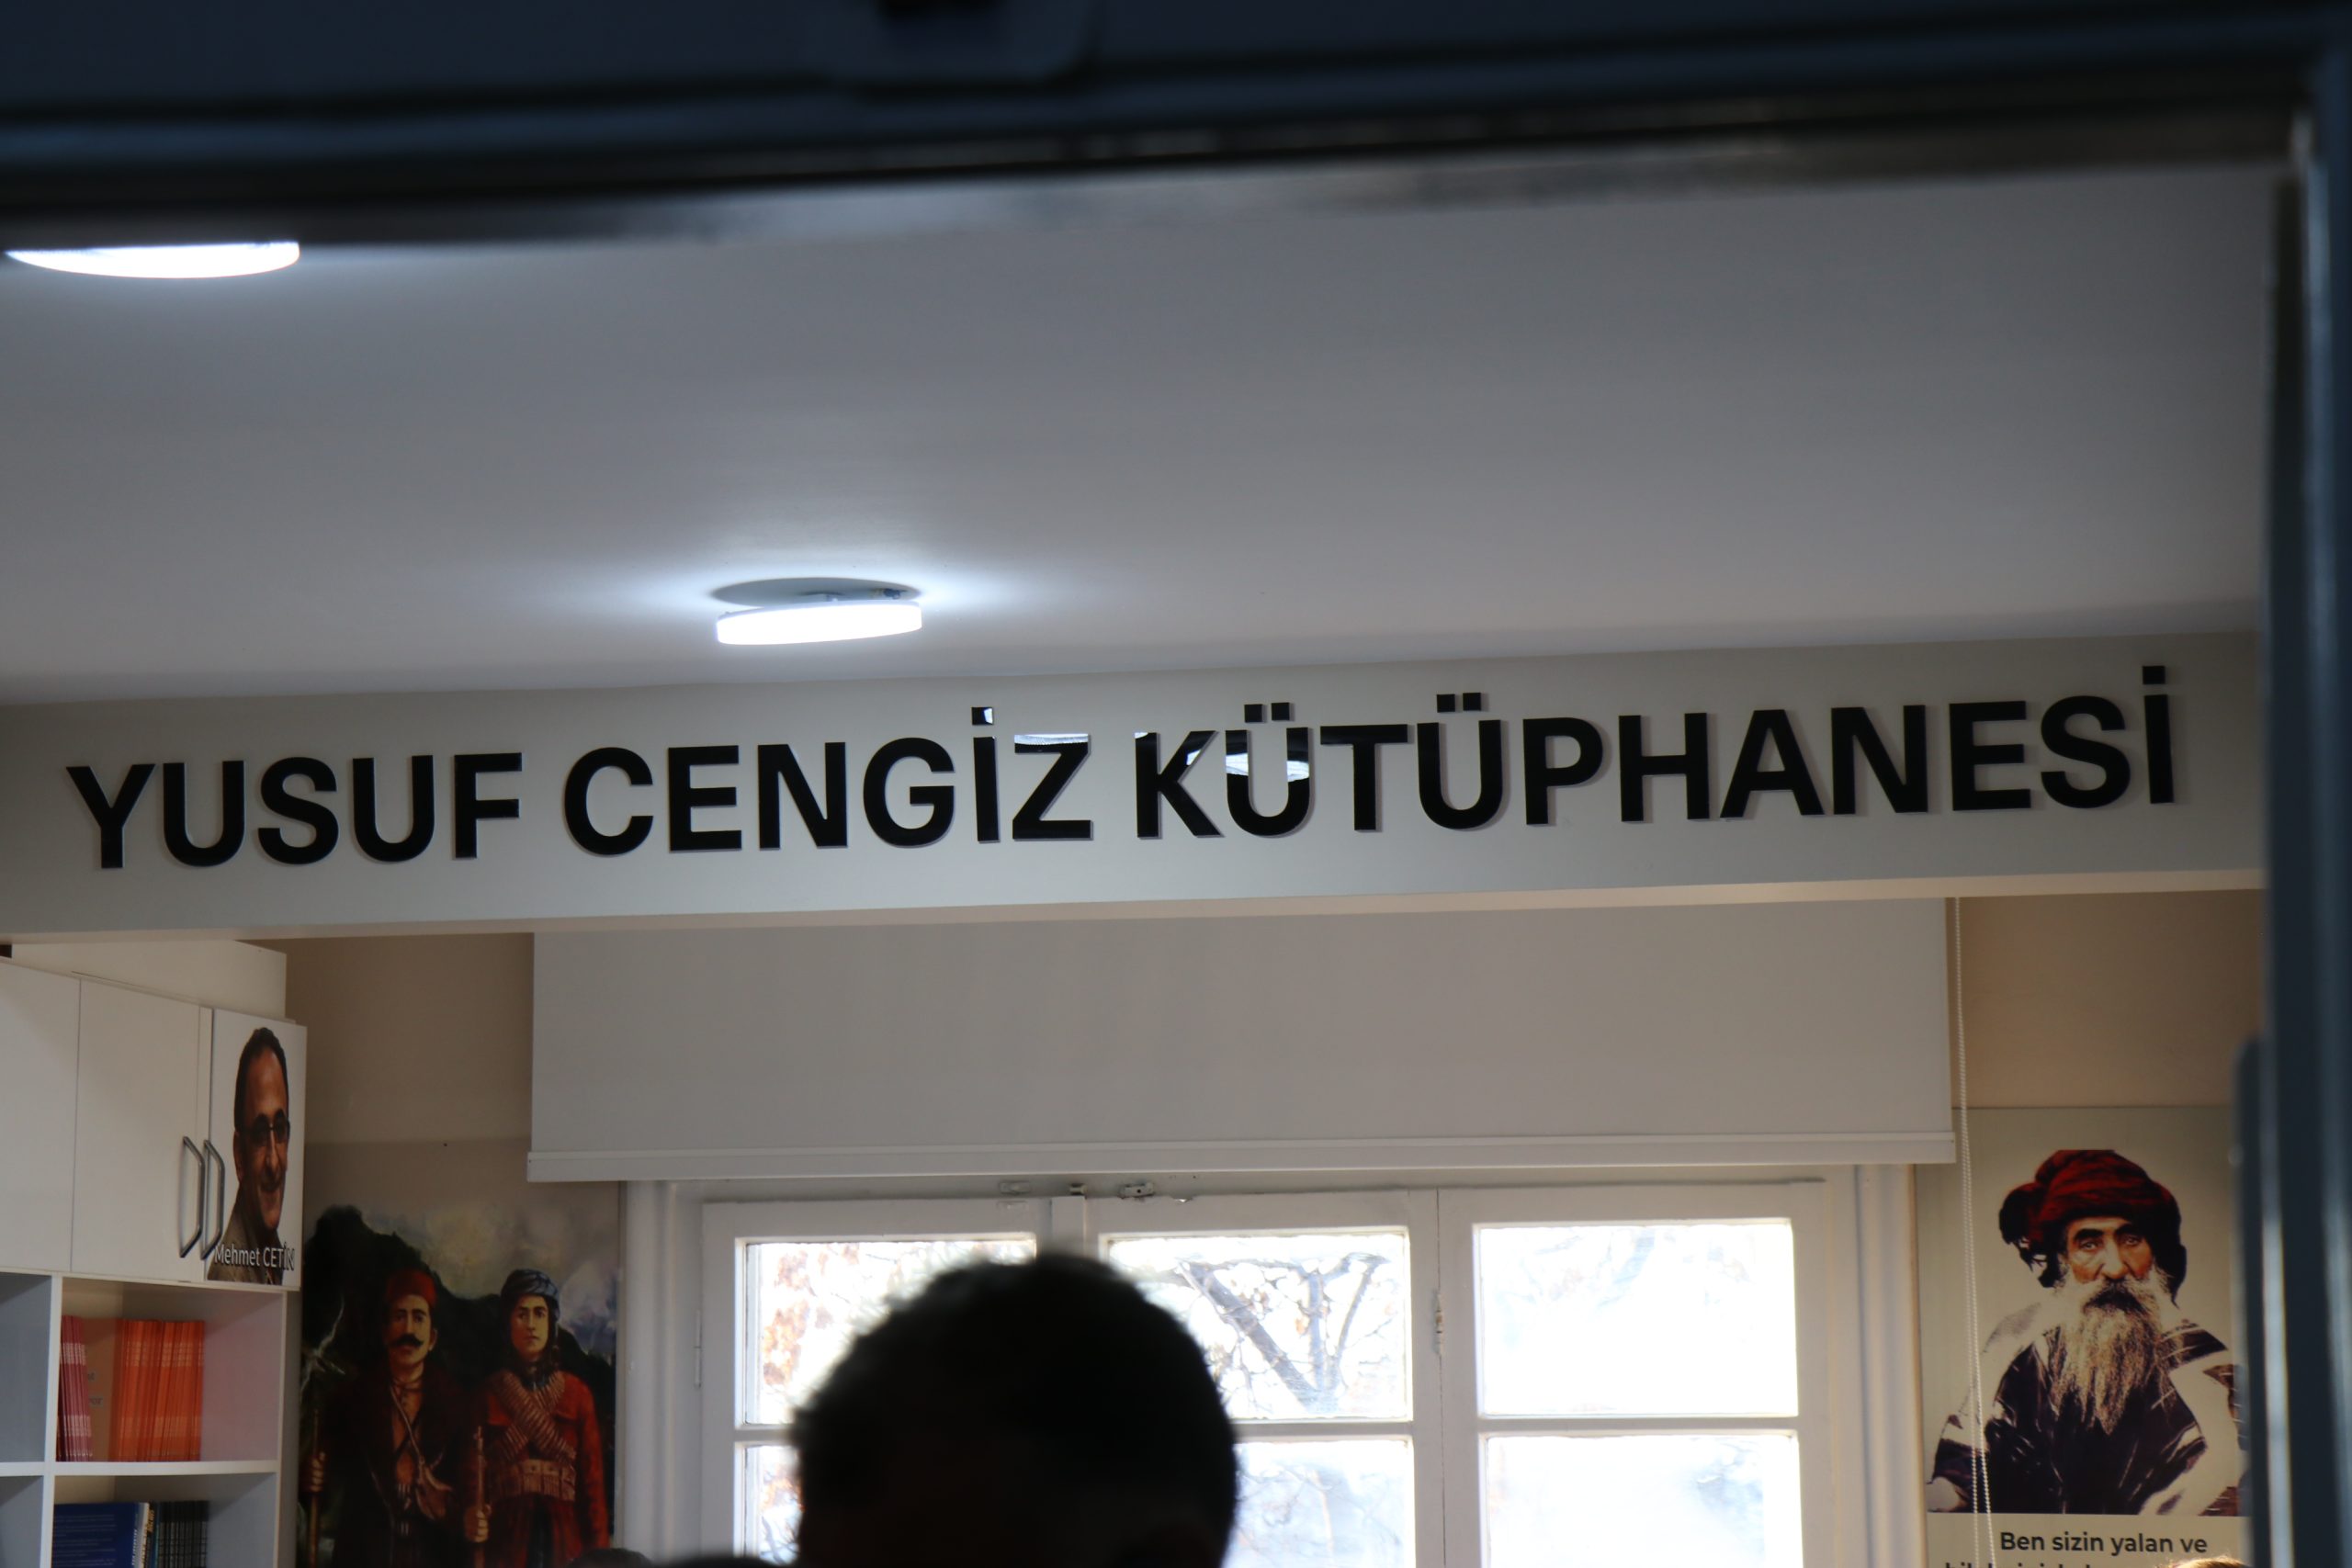 YUSUF CENGİZ KÜTÜPHANESİ
Mehmet ÇETİN
Ben sizin yalan ve